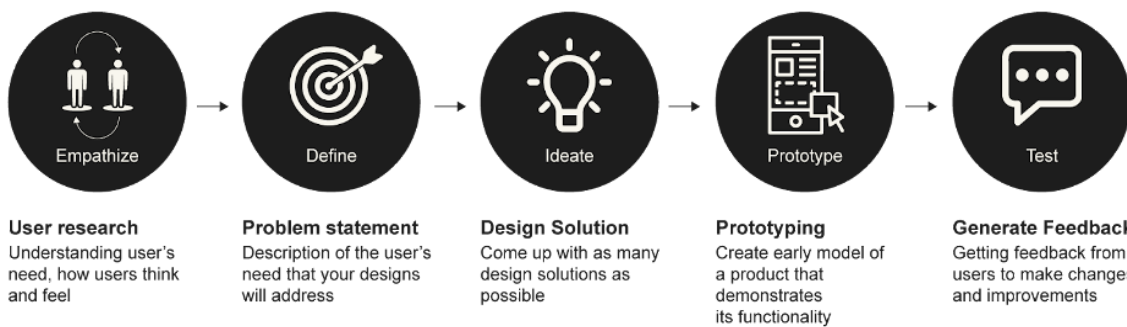 Empathize
Define
Ideate
Prototype
Test
User research
Understanding user's
need, how users think
and feel
Problem statement
Description of the user's
need that your designs
will address
Design Solution
Come up with as many
design solutions as
possible
Prototyping
Create early model of
a product that
demonstrates
its functionality
Generate Feedback
Getting feedback from
users to make changes
and improvements